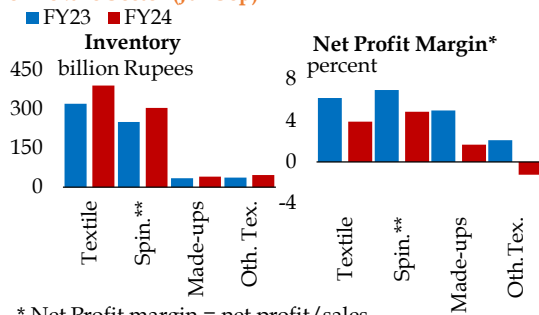 FY23 FY24
Inventory
billion Rupees
450
300
150
0
Textile
Spin.**
Made-ups
Oth. Tex.
Net Profit Margin*
percent
8
4
0
-4
Textile
Spin.**
Made-ups
Oth.Tex.
* Net Profit margin = net profit/sales